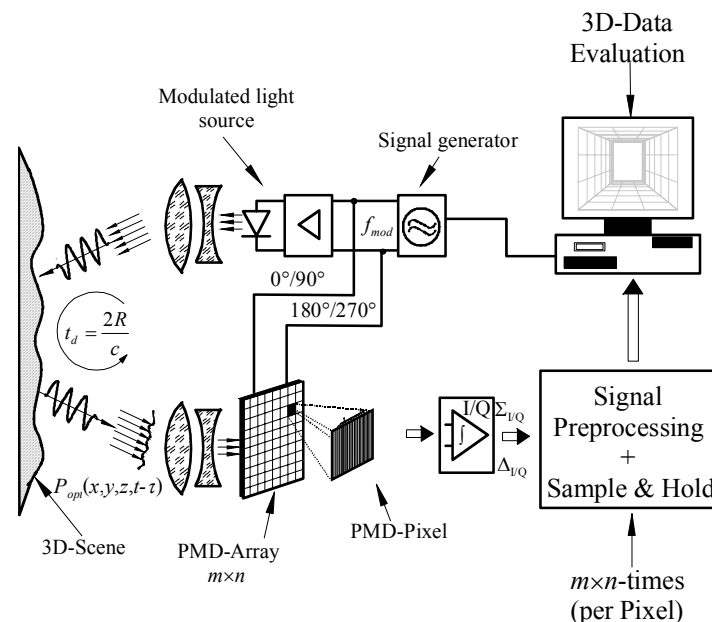 3D-Data
Evaluation
Modulated light
source
Signal generator
f_mod
0°/90°
180°/270°
t_d = 2R/c
I/Q Σ_I/Q
∫
Δ_I/Q
Signal
Preprocessing
+
Sample & Hold
P_opt(x,y,z,t-τ)
3D-Scene
PMD-Array
m×n
PMD-Pixel
m×n-times
(per Pixel)